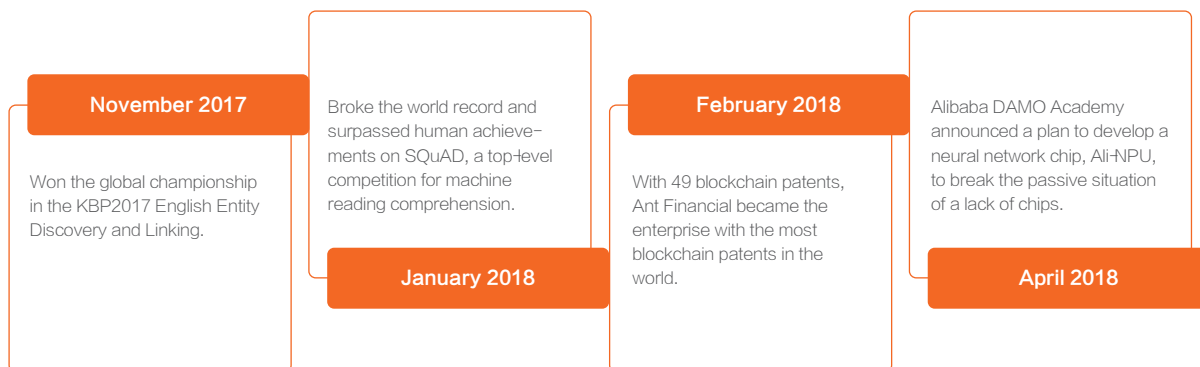 November 2017
Won the global championship
in the KBP2017 English Entity
Discovery and Linking.
Broke the world record and
surpassed human achieve-
ments on SQuAD, a top-level
competition for machine
reading comprehension.
January 2018
February 2018
With 49 blockchain patents,
Ant Financial became the
enterprise with the most
blockchain patents in the
world.
Alibaba DAMO Academy
announced a plan to develop a
neural network chip, Ali-NPU,
to break the passive situation
of a lack of chips.
April 2018